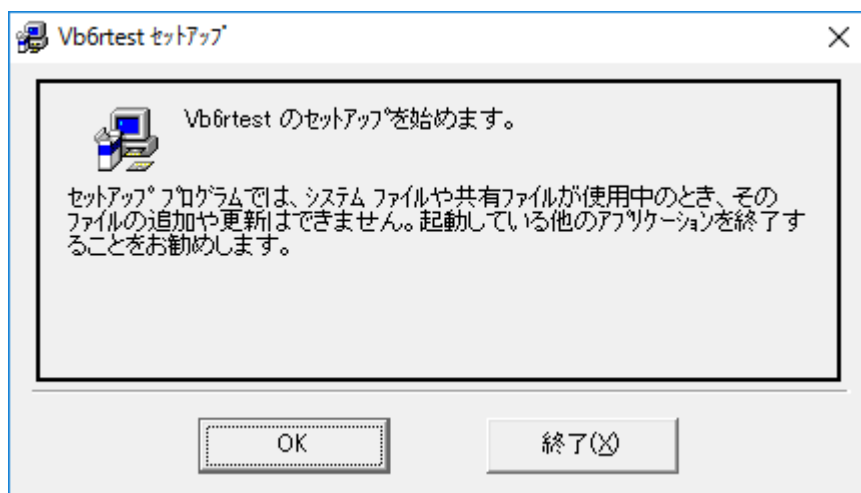 Vb6rtest ｾｯﾄｱｯﾌﾟ
Vb6rtest のｾｯﾄｱｯﾌﾟを始めます。
ｾｯﾄｱｯﾌﾟ ﾌﾟﾛｸﾞﾗﾑでは、ｼｽﾃﾑ ﾌｧｲﾙや共有ﾌｧｲﾙが使用中のとき、その
ﾌｧｲﾙの追加や更新はできません。起動している他のｱﾌﾟﾘｹｰｼｮﾝを終了す
ることをお勧めします。
OK
終了(X)